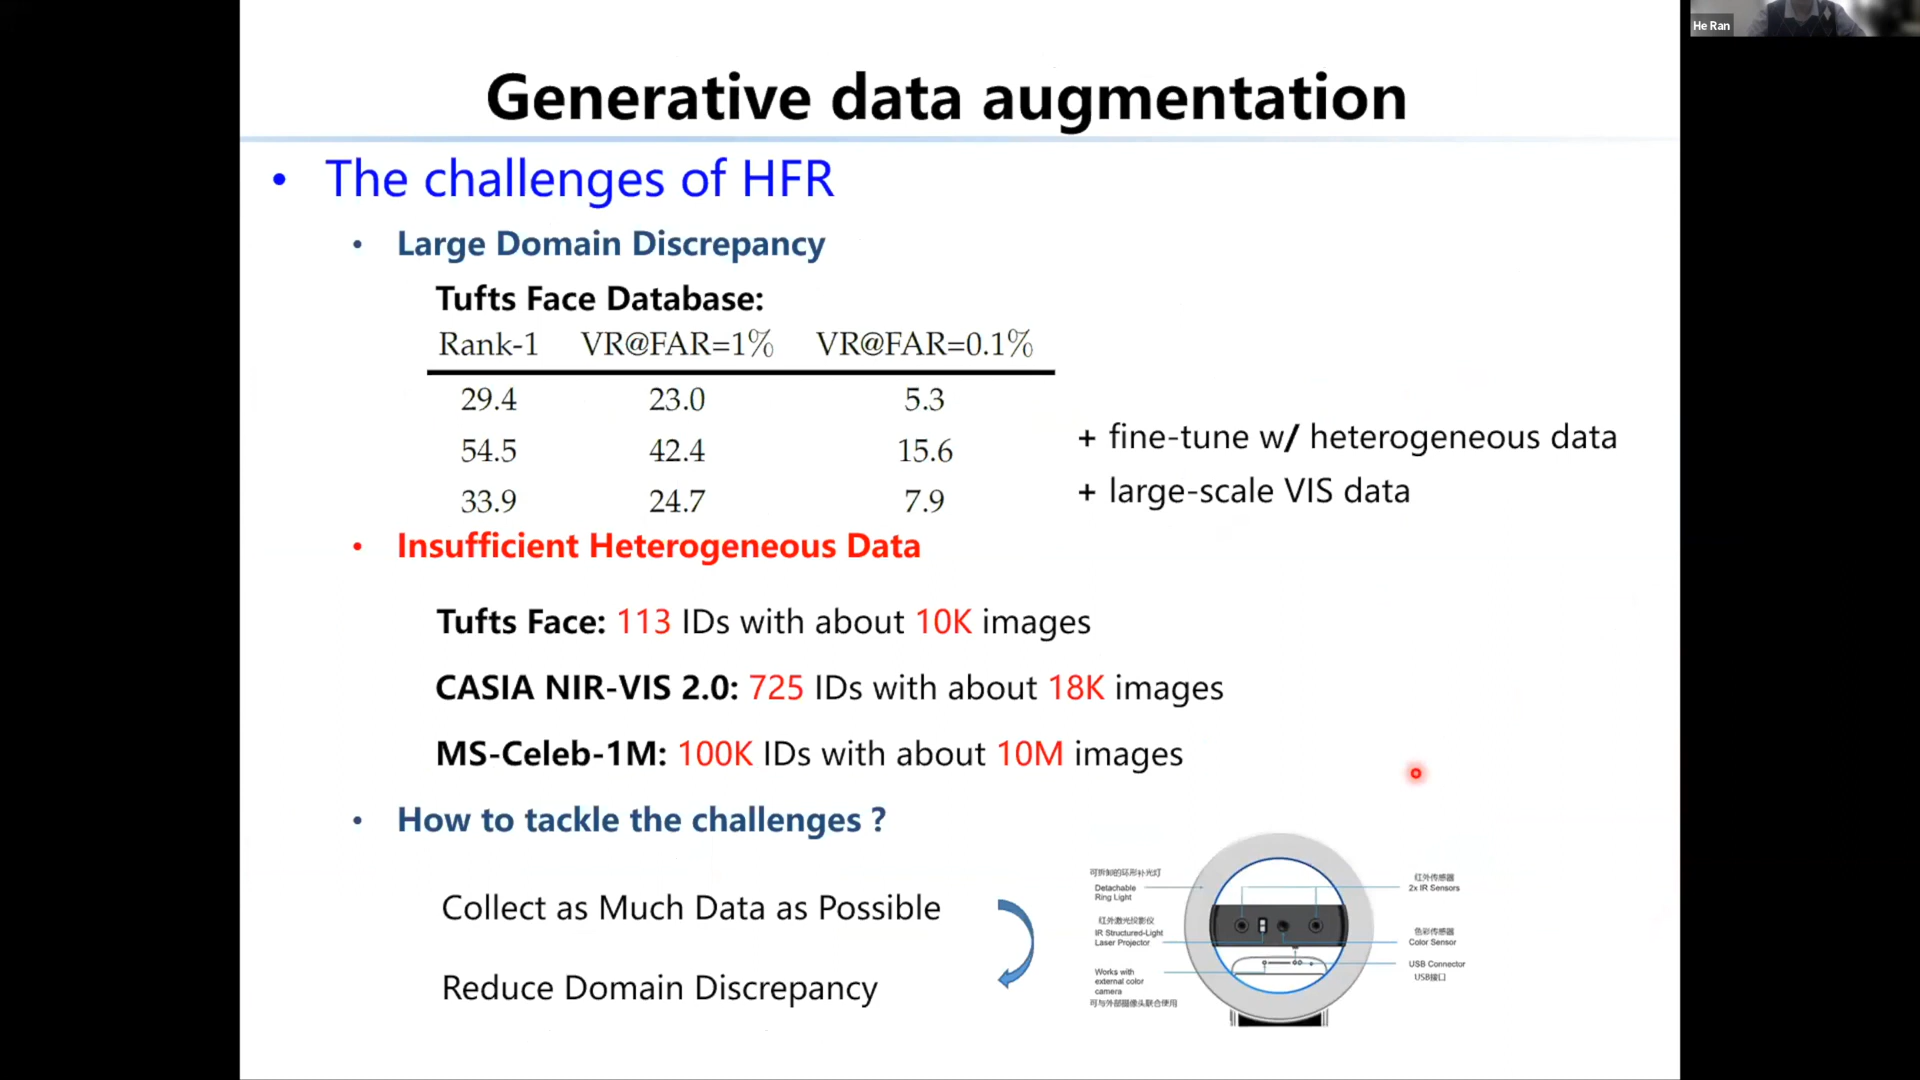 He Ran
Generative data augmentation
• The challenges of HFR
• Large Domain Discrepancy
Tufts Face Database:
Rank-1 VR@FAR=1% VR@FAR=0.1%
29.4 23.0 5.3
54.5 42.4 15.6
33.9 24.7 7.9
+ fine-tune w/ heterogeneous data
+ large-scale VIS data
• Insufficient Heterogeneous Data
Tufts Face: 113 IDs with about 10K images
CASIA NIR-VIS 2.0: 725 IDs with about 18K images
MS-Celeb-1M: 100K IDs with about 10M images
• How to tackle the challenges ?
Collect as Much Data as Possible
Reduce Domain Discrepancy
可拆卸的环形补光灯
Detachable
Ring Light
红外激光投影仪
IR Structured-Light
Laser Projector
Works with
external color
camera
可与外部摄像头联合使用
红外传感器
2x IR Sensors
色彩传感器
Color Sensor
USB Connector
USB接口